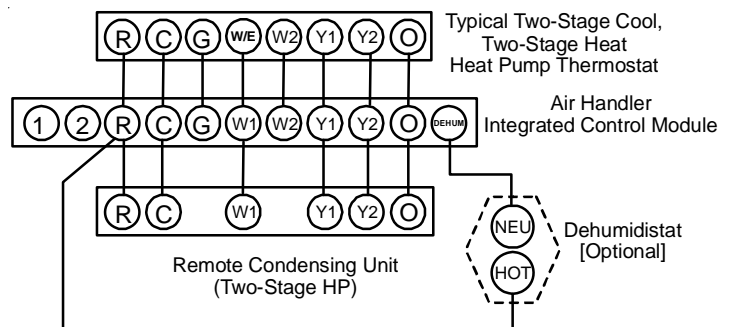 R C G W/E W2 Y1 Y2 O
Typical Two-Stage Cool,
Two-Stage Heat
Heat Pump Thermostat
1 2 R C G W1 W2 Y1 Y2 O DEHUM
Air Handler
Integrated Control Module
R C W1 Y1 Y2 O
Remote Condensing Unit
(Two-Stage HP)
NEU
HOT
Dehumidistat
[Optional]